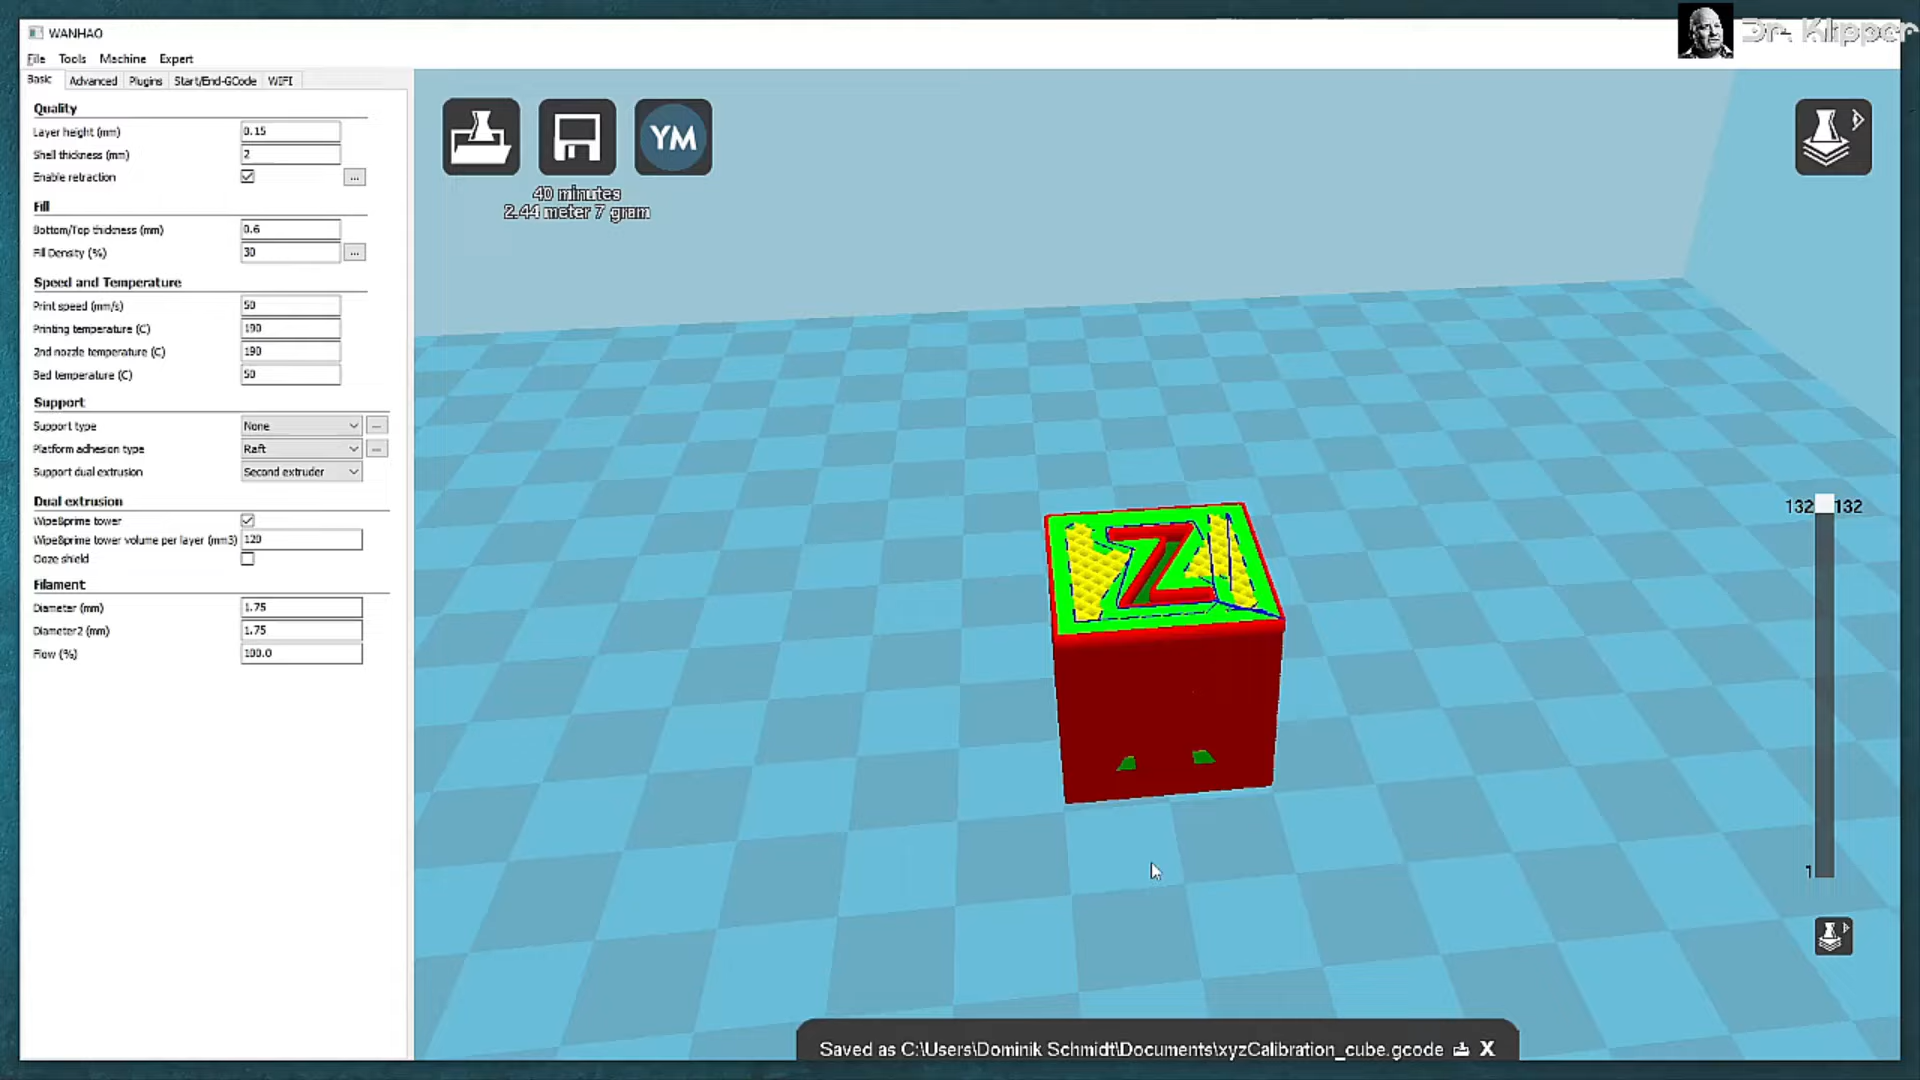 WANHAO
Dr. Klipper
File Tools Machine Expert
Basic Advanced Plugins Start/End-GCode WIFI
Quality
Layer height (mm) 0.15
Shell thickness (mm) 2
Enable retraction ...
Fill
Bottom/Top thickness (mm) 0.6
Fill Density (%) 30 ...
Speed and Temperature
Print speed (mm/s) 50
Printing temperature (C) 190
2nd nozzle temperature (C) 190
Bed temperature (C) 50
Support
Support type None ...
Platform adhesion type Raft ...
Support dual extrusion Second extruder
Dual extrusion
Wipe&prime tower
Wipe&prime tower volume per layer (mm3) 120
Ooze shield
Filament
Diameter (mm) 1.75
Diameter2 (mm) 1.75
Flow (%) 100.0
YM
40 minutes
2.44 meter 7 gram
Z
132 132
1
Saved as C:\Users\Dominik Schmidt\Documents\xyzCalibration_cube.gcode X